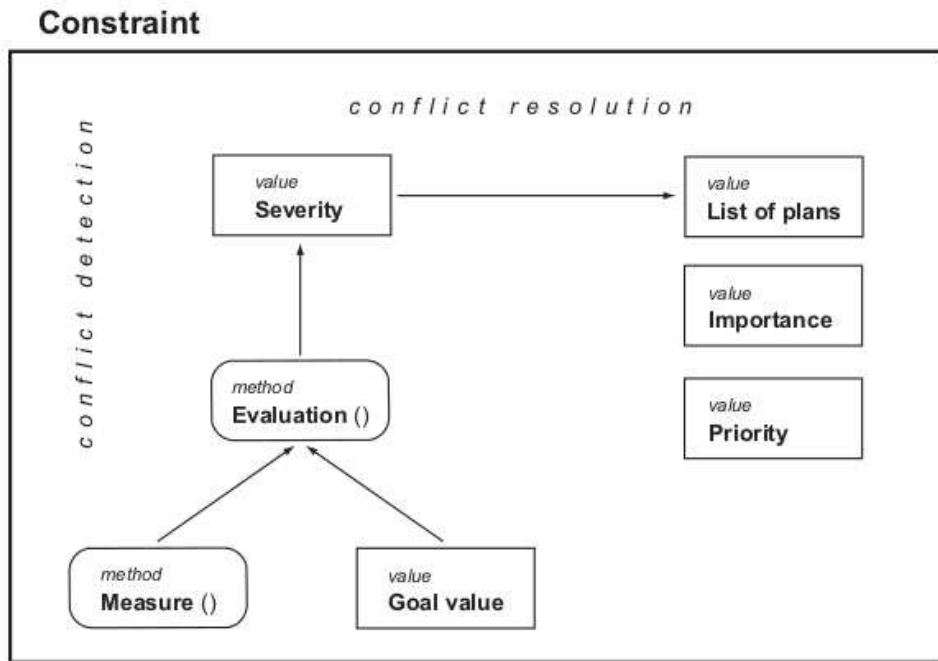 Constraint
conflict resolution
conflict detection
value
Severity
value
List of plans
value
Importance
method
Evaluation ()
value
Priority
method
Measure ()
value
Goal value